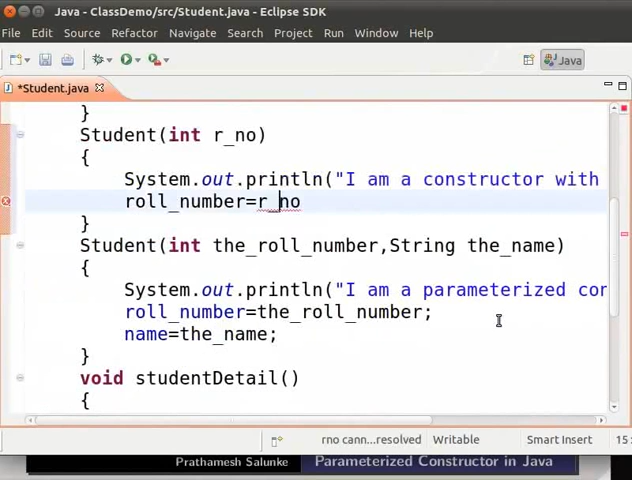 Java - ClassDemo/src/Student.java - Eclipse SDK
File Edit Source Refactor Navigate Search Project Run Window Help
Java
*Student.java
}
Student(int r_no)
{
System.out.println("I am a constructor with
roll_number=r_no
}
Student(int the_roll_number,String the_name)
{
System.out.println("I am a parameterized con
roll_number=the_roll_number;
name=the_name;
}
void studentDetail()
{
rno cann...resolved Writable Smart Insert 15:
Prathamesh Salunke Parameterized Constructor in Java